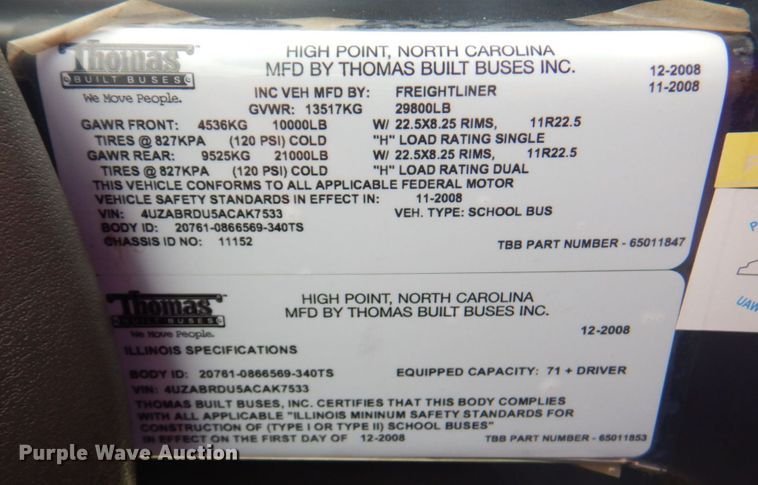 Thomas
BUILT BUSES
We Move People.
HIGH POINT, NORTH CAROLINA
MFD BY THOMAS BUILT BUSES INC.
12-2008
INC VEH MFD BY: FREIGHTLINER 11-2008
GVWR: 13517KG 29800LB
GAWR FRONT: 4536KG 10000LB W/ 22.5X8.25 RIMS, 11R22.5
TIRES @ 827KPA (120 PSI) COLD "H" LOAD RATING SINGLE
GAWR REAR: 9525KG 21000LB W/ 22.5X8.25 RIMS, 11R22.5
TIRES @ 827KPA (120 PSI) COLD "H" LOAD RATING DUAL
THIS VEHICLE CONFORMS TO ALL APPLICABLE FEDERAL MOTOR
VEHICLE SAFETY STANDARDS IN EFFECT IN: 11-2008
VIN: 4UZABRDU5ACAK7533 VEH. TYPE: SCHOOL BUS
BODY ID: 20761-0866569-340TS
CHASSIS ID NO: 11152 TBB PART NUMBER - 65011847
Thomas
BUILT BUSES
We Move People.
HIGH POINT, NORTH CAROLINA
MFD BY THOMAS BUILT BUSES INC.
12-2008
ILLINOIS SPECIFICATIONS
BODY ID: 20761-0866569-340TS EQUIPPED CAPACITY: 71 + DRIVER
VIN: 4UZABRDU5ACAK7533
THOMAS BUILT BUSES, INC. CERTIFIES THAT THIS BODY COMPLIES
WITH ALL APPLICABLE "ILLINOIS MININUM SAFETY STANDARDS FOR
CONSTRUCTION OF (TYPE I OR TYPE II) SCHOOL BUSES"
IN EFFECT ON THE FIRST DAY OF 12-2008 TBB PART NUMBER - 65011853
UAW
Purple Wave Auction